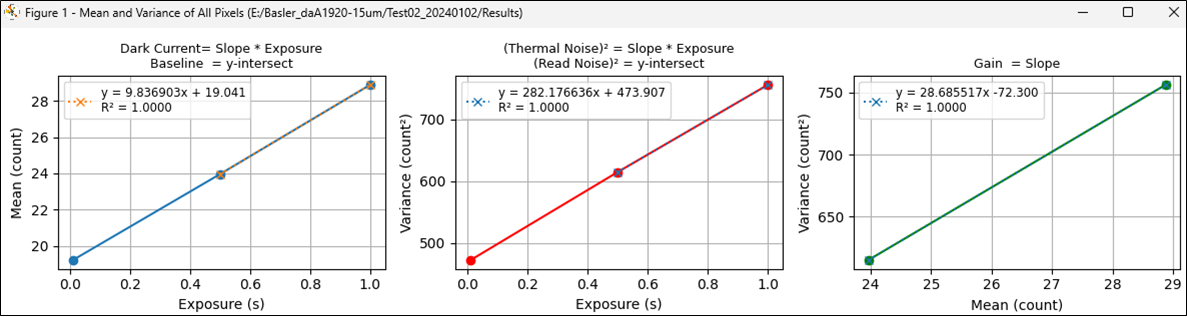 Figure 1 - Mean and Variance of All Pixels (E:/Basler_daA1920-15um/Test02_20240102/Results)
Dark Current= Slope * Exposure
Baseline  = y-intersect
y = 9.836903x + 19.041
R² = 1.0000
28
26
24
22
20
Mean (count)
0.0 0.2 0.4 0.6 0.8 1.0
Exposure (s)
(Thermal Noise)² = Slope * Exposure
(Read Noise)² = y-intersect
y = 282.176636x + 473.907
R² = 1.0000
700
600
500
Variance (count²)
0.0 0.2 0.4 0.6 0.8 1.0
Exposure (s)
Gain  = Slope
y = 28.685517x -72.300
R² = 1.0000
750
700
650
Variance (count²)
24 25 26 27 28 29
Mean (count)